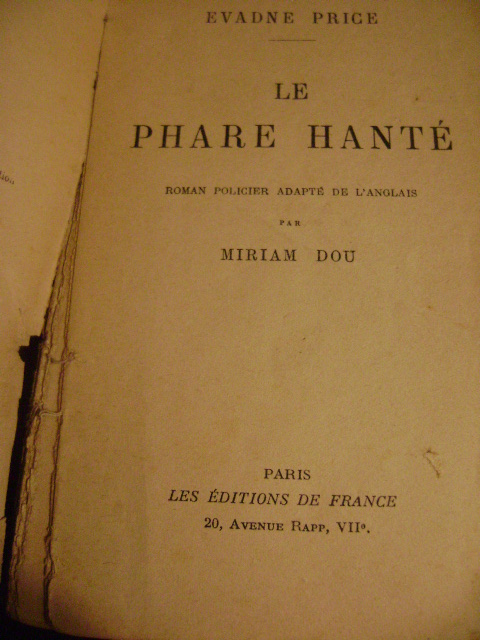 EVADNE PRICE
LE
PHARE HANTÉ
ROMAN POLICIER ADAPTÉ DE L'ANGLAIS
PAR
MIRIAM DOU
PARIS
LES ÉDITIONS DE FRANCE
20, AVENUE RAPP, VIIe.